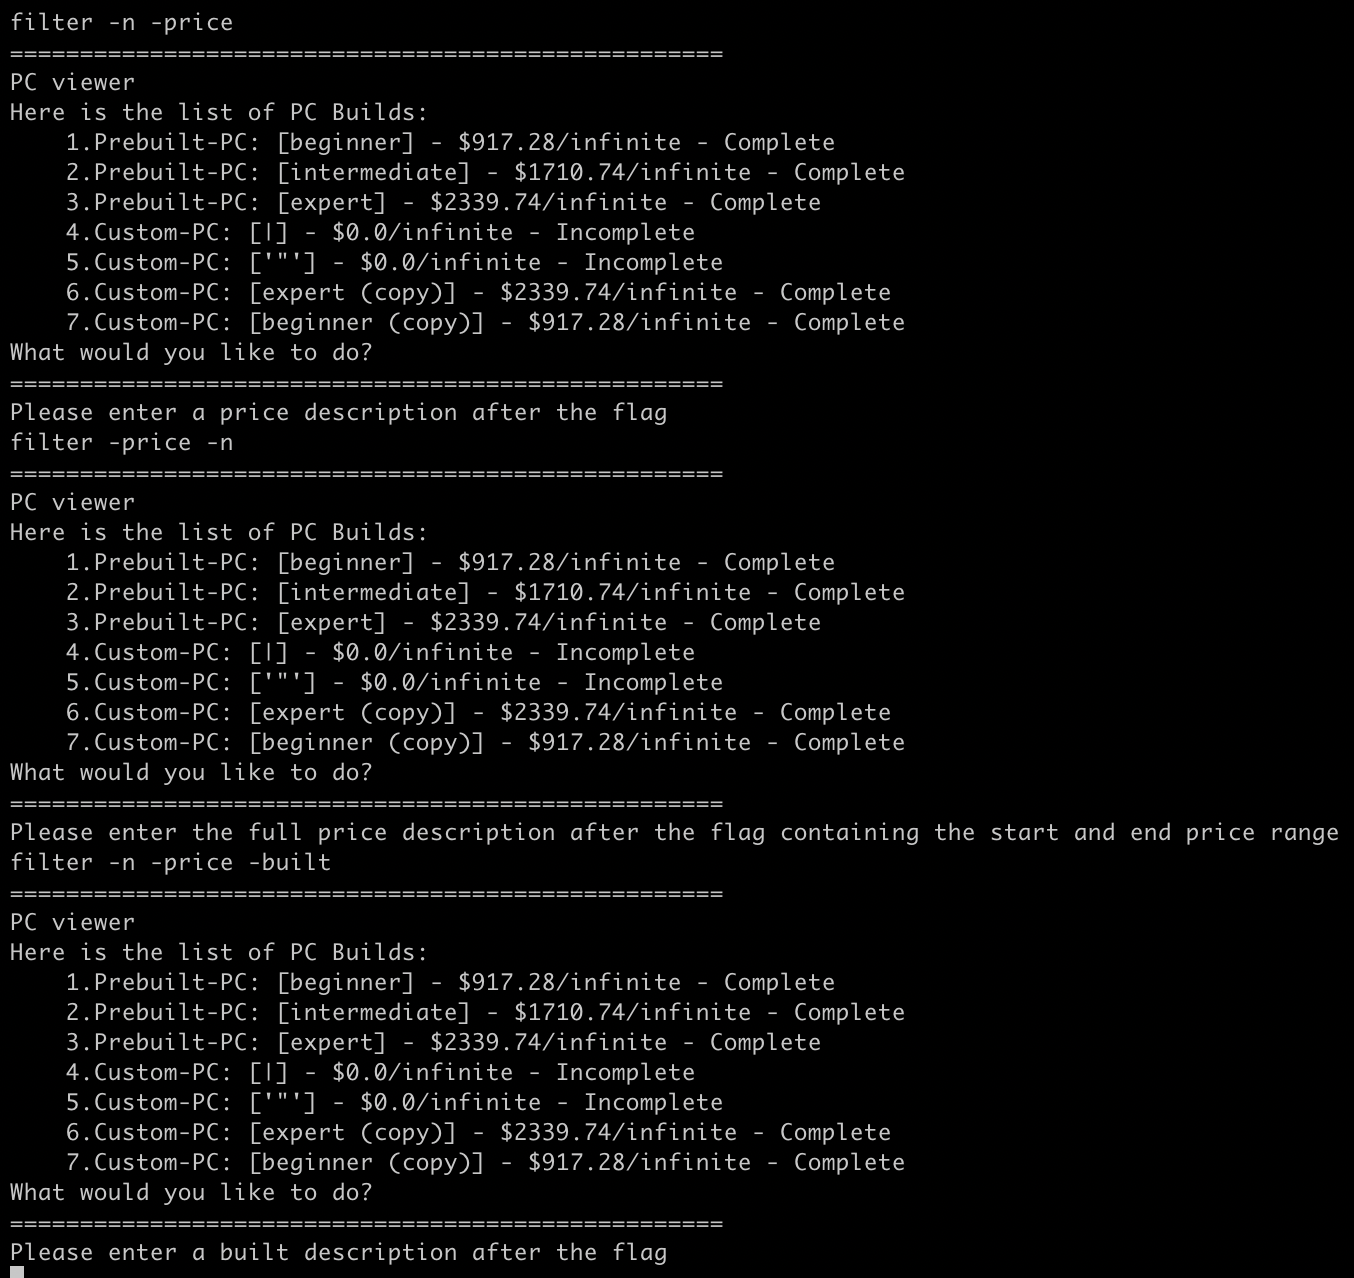 filter -n -price
===================================================
PC viewer
Here is the list of PC Builds:
    1.Prebuilt-PC: [beginner] - $917.28/infinite - Complete
    2.Prebuilt-PC: [intermediate] - $1710.74/infinite - Complete
    3.Prebuilt-PC: [expert] - $2339.74/infinite - Complete
    4.Custom-PC: [|] - $0.0/infinite - Incomplete
    5.Custom-PC: ['"'] - $0.0/infinite - Incomplete
    6.Custom-PC: [expert (copy)] - $2339.74/infinite - Complete
    7.Custom-PC: [beginner (copy)] - $917.28/infinite - Complete
What would you like to do?
===================================================
Please enter a price description after the flag
filter -price -n
===================================================
PC viewer
Here is the list of PC Builds:
    1.Prebuilt-PC: [beginner] - $917.28/infinite - Complete
    2.Prebuilt-PC: [intermediate] - $1710.74/infinite - Complete
    3.Prebuilt-PC: [expert] - $2339.74/infinite - Complete
    4.Custom-PC: [|] - $0.0/infinite - Incomplete
    5.Custom-PC: ['"'] - $0.0/infinite - Incomplete
    6.Custom-PC: [expert (copy)] - $2339.74/infinite - Complete
    7.Custom-PC: [beginner (copy)] - $917.28/infinite - Complete
What would you like to do?
===================================================
Please enter the full price description after the flag containing the start and end price range
filter -n -price -built
===================================================
PC viewer
Here is the list of PC Builds:
    1.Prebuilt-PC: [beginner] - $917.28/infinite - Complete
    2.Prebuilt-PC: [intermediate] - $1710.74/infinite - Complete
    3.Prebuilt-PC: [expert] - $2339.74/infinite - Complete
    4.Custom-PC: [|] - $0.0/infinite - Incomplete
    5.Custom-PC: ['"'] - $0.0/infinite - Incomplete
    6.Custom-PC: [expert (copy)] - $2339.74/infinite - Complete
    7.Custom-PC: [beginner (copy)] - $917.28/infinite - Complete
What would you like to do?
===================================================
Please enter a built description after the flag